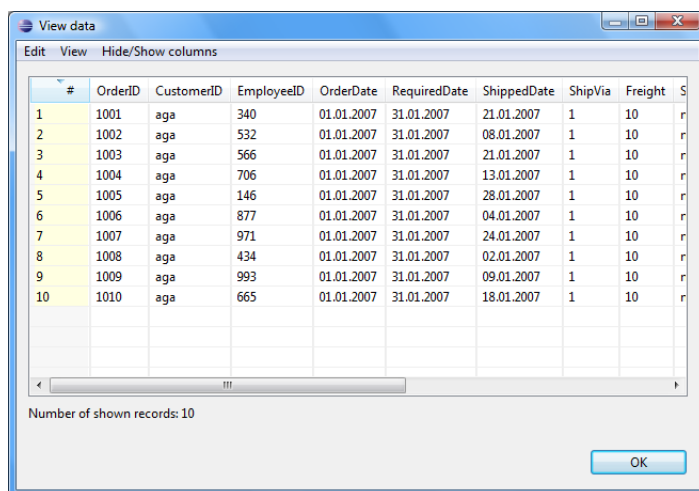 View data
Edit View Hide/Show columns
# OrderID CustomerID EmployeeID OrderDate RequiredDate ShippedDate ShipVia Freight
1 1001 aga 340 01.01.2007 31.01.2007 21.01.2007 1 10
2 1002 aga 532 01.01.2007 31.01.2007 08.01.2007 1 10
3 1003 aga 566 01.01.2007 31.01.2007 21.01.2007 1 10
4 1004 aga 706 01.01.2007 31.01.2007 13.01.2007 1 10
5 1005 aga 146 01.01.2007 31.01.2007 28.01.2007 1 10
6 1006 aga 877 01.01.2007 31.01.2007 04.01.2007 1 10
7 1007 aga 971 01.01.2007 31.01.2007 24.01.2007 1 10
8 1008 aga 434 01.01.2007 31.01.2007 02.01.2007 1 10
9 1009 aga 993 01.01.2007 31.01.2007 09.01.2007 1 10
10 1010 aga 665 01.01.2007 31.01.2007 18.01.2007 1 10
Number of shown records: 10
OK